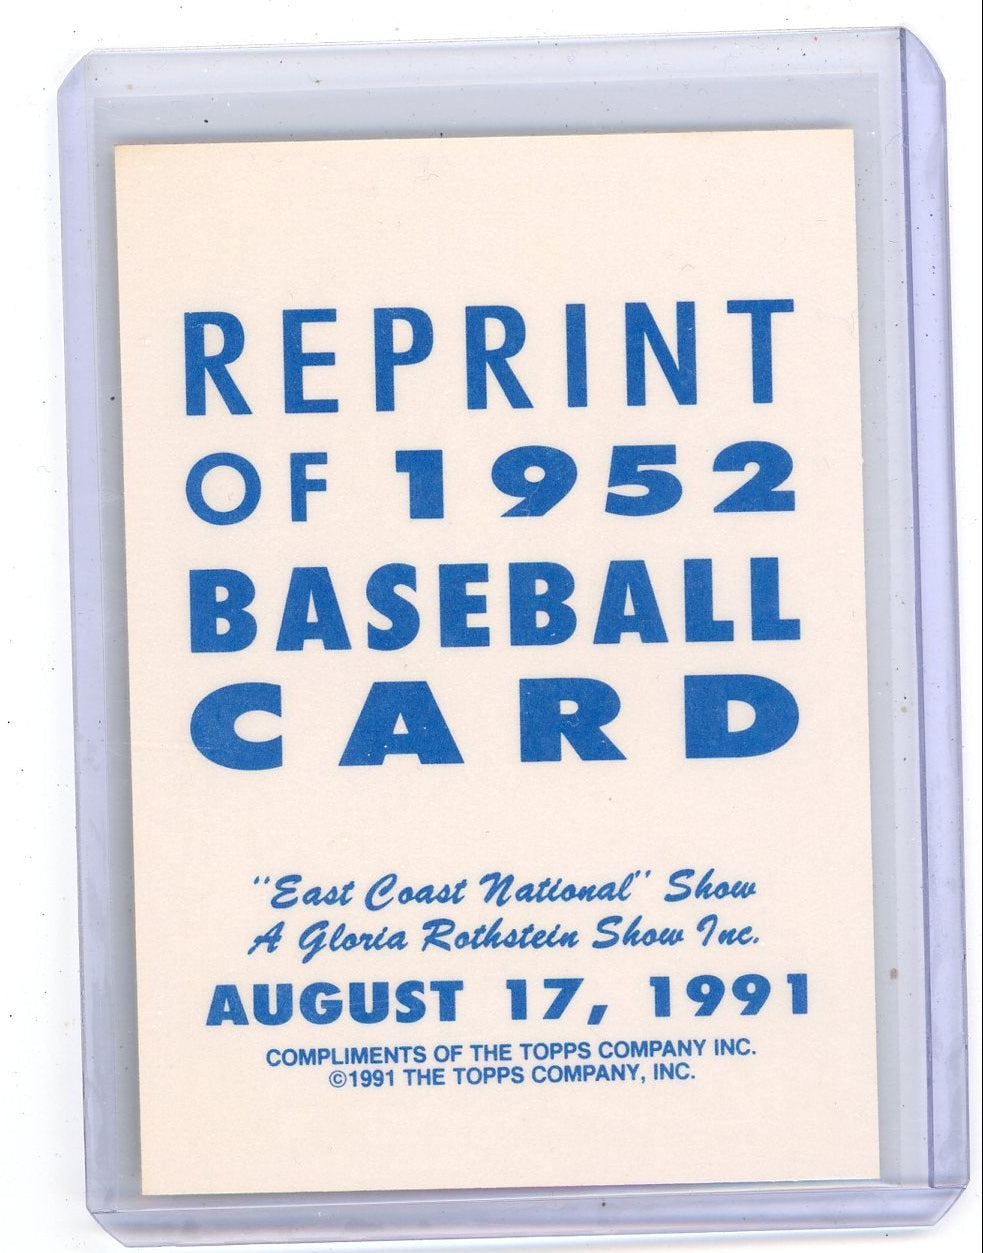 REPRINT
OF 1952
BASEBALL
CARD
"East Coast National" Show
A Gloria Rothstein Show Inc.
AUGUST 17, 1991
COMPLIMENTS OF THE TOPPS COMPANY INC.
©1991 THE TOPPS COMPANY, INC.